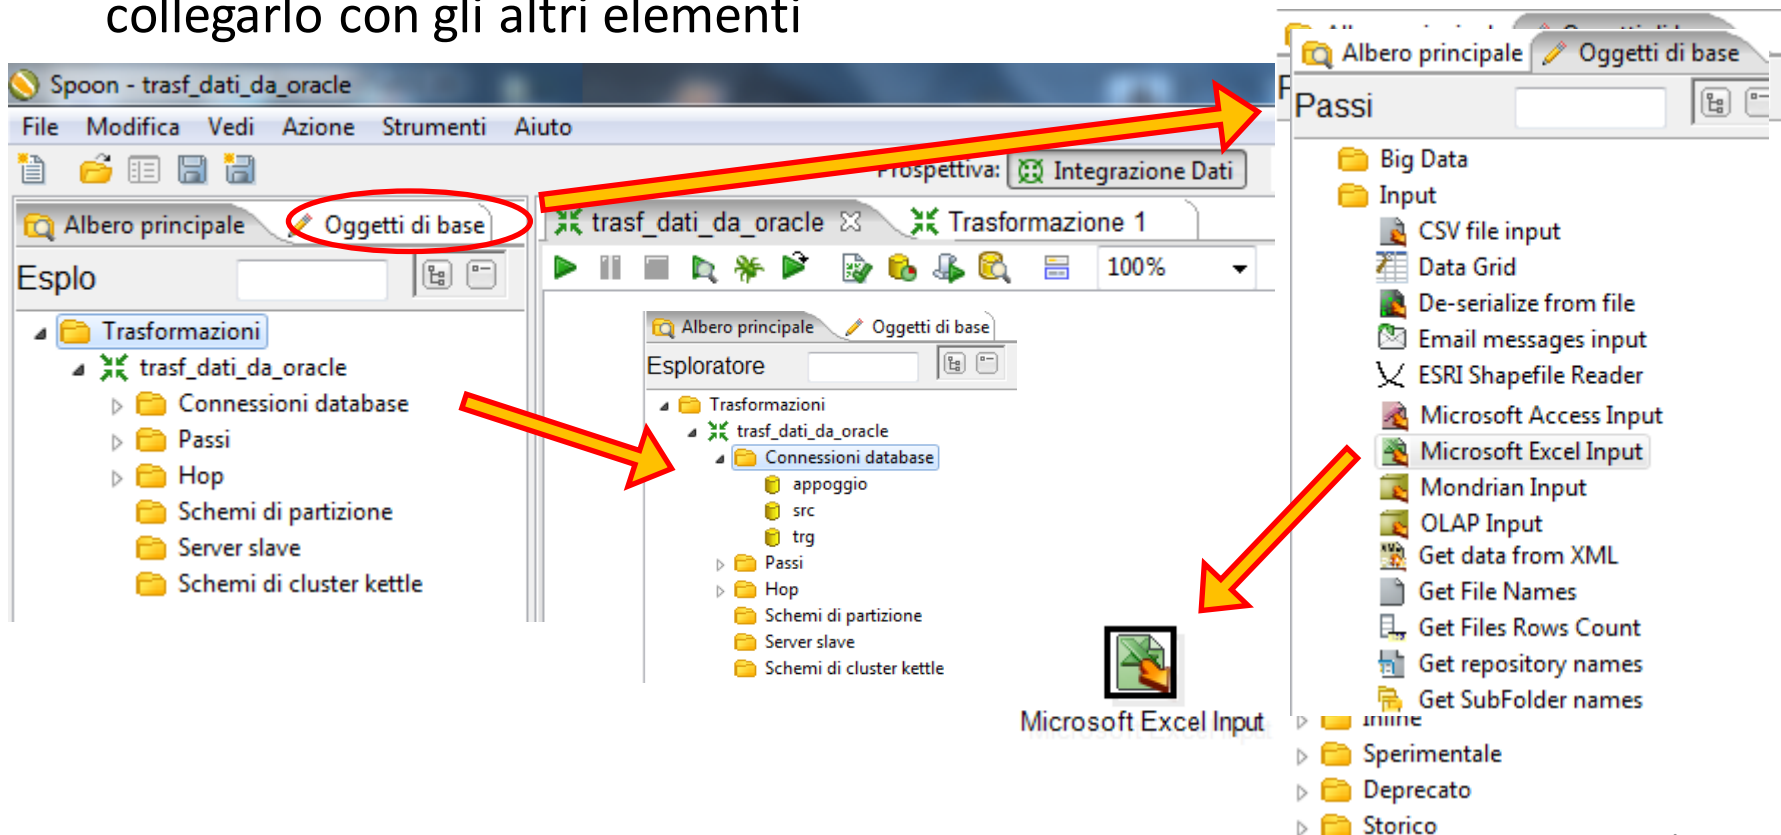 collegarlo con gli altri elementi
Spoon - trasf_dati_da_oracle
File Modifica Vedi Azione Strumenti Aiuto
Prospettiva: Integrazione Dati
Albero principale Oggetti di base
Esplo
Trasformazioni
trasf_dati_da_oracle
Connessioni database
Passi
Hop
Schemi di partizione
Server slave
Schemi di cluster kettle
trasf_dati_da_oracle Trasformazione 1
100%
Albero principale Oggetti di base
Esploratore
Trasformazioni
trasf_dati_da_oracle
Connessioni database
appoggio
src
trg
Passi
Hop
Schemi di partizione
Server slave
Schemi di cluster kettle
Microsoft Excel Input
Albero principale Oggetti di base
Passi
Big Data
Input
CSV file input
Data Grid
De-serialize from file
Email messages input
ESRI Shapefile Reader
Microsoft Access Input
Microsoft Excel Input
Mondrian Input
OLAP Input
Get data from XML
Get File Names
Get Files Rows Count
Get repository names
Get SubFolder names
Inline
Sperimentale
Deprecato
Storico